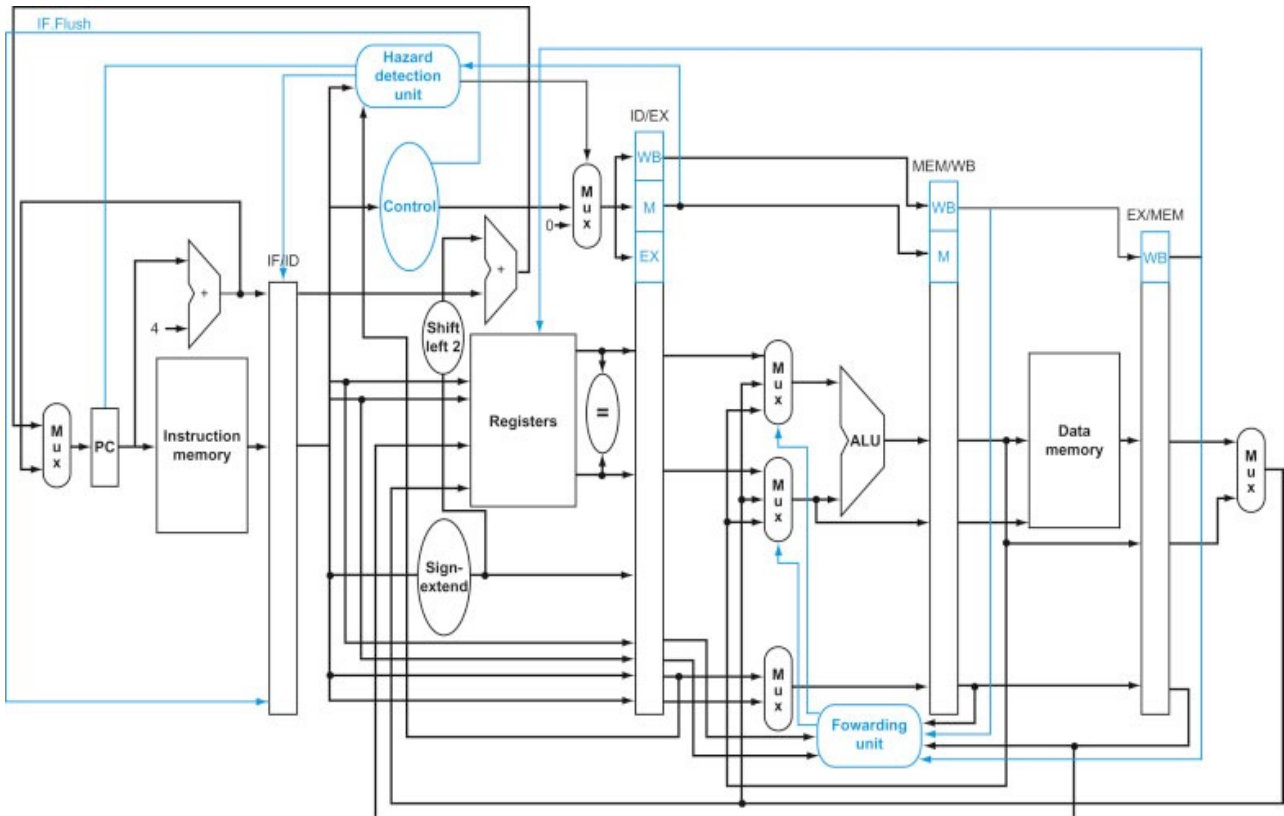 IF.Flush
Hazard
detection
unit
ID/EX
WB
M
EX
MEM/WB
WB
M
EX/MEM
WB
Control
M
u
x
0
IF/ID
+
4
+
Shift
left 2
M
u
x
PC
Instruction
memory
Registers
=
M
u
x
ALU
M
u
x
Data
memory
M
u
x
Sign-
extend
M
u
x
Fowarding
unit